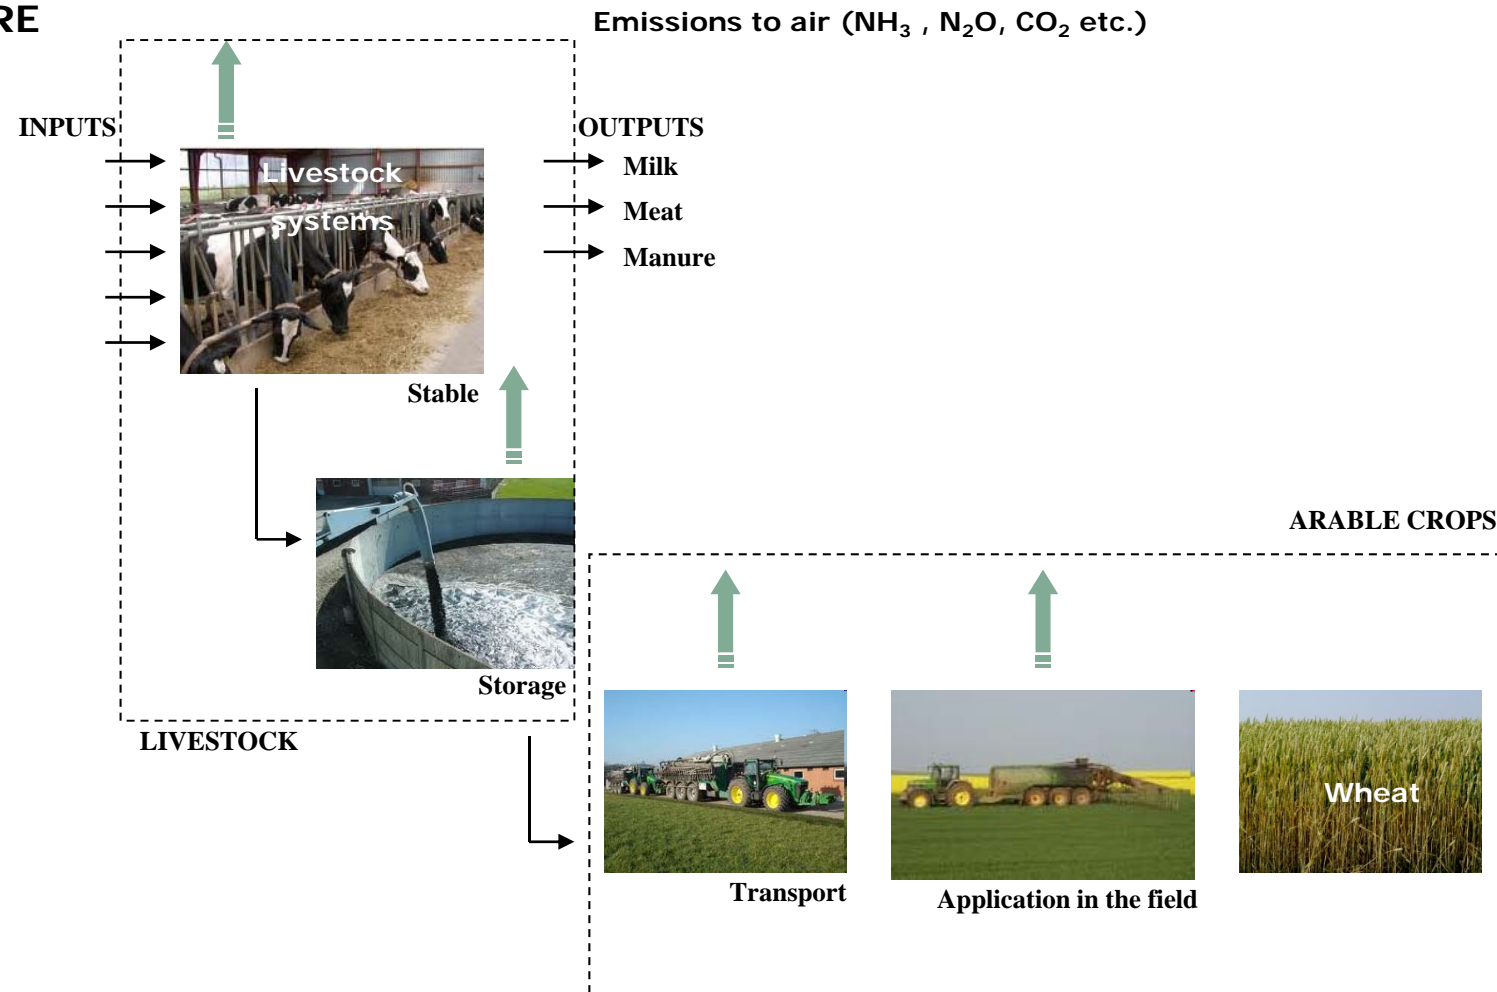 RE
Emissions to air (NH3 , N2O, CO2 etc.)
INPUTS
OUTPUTS
Livestock
systems
Milk
Meat
Manure
Stable
ARABLE CROPS
Storage
LIVESTOCK
Wheat
Transport
Application in the field